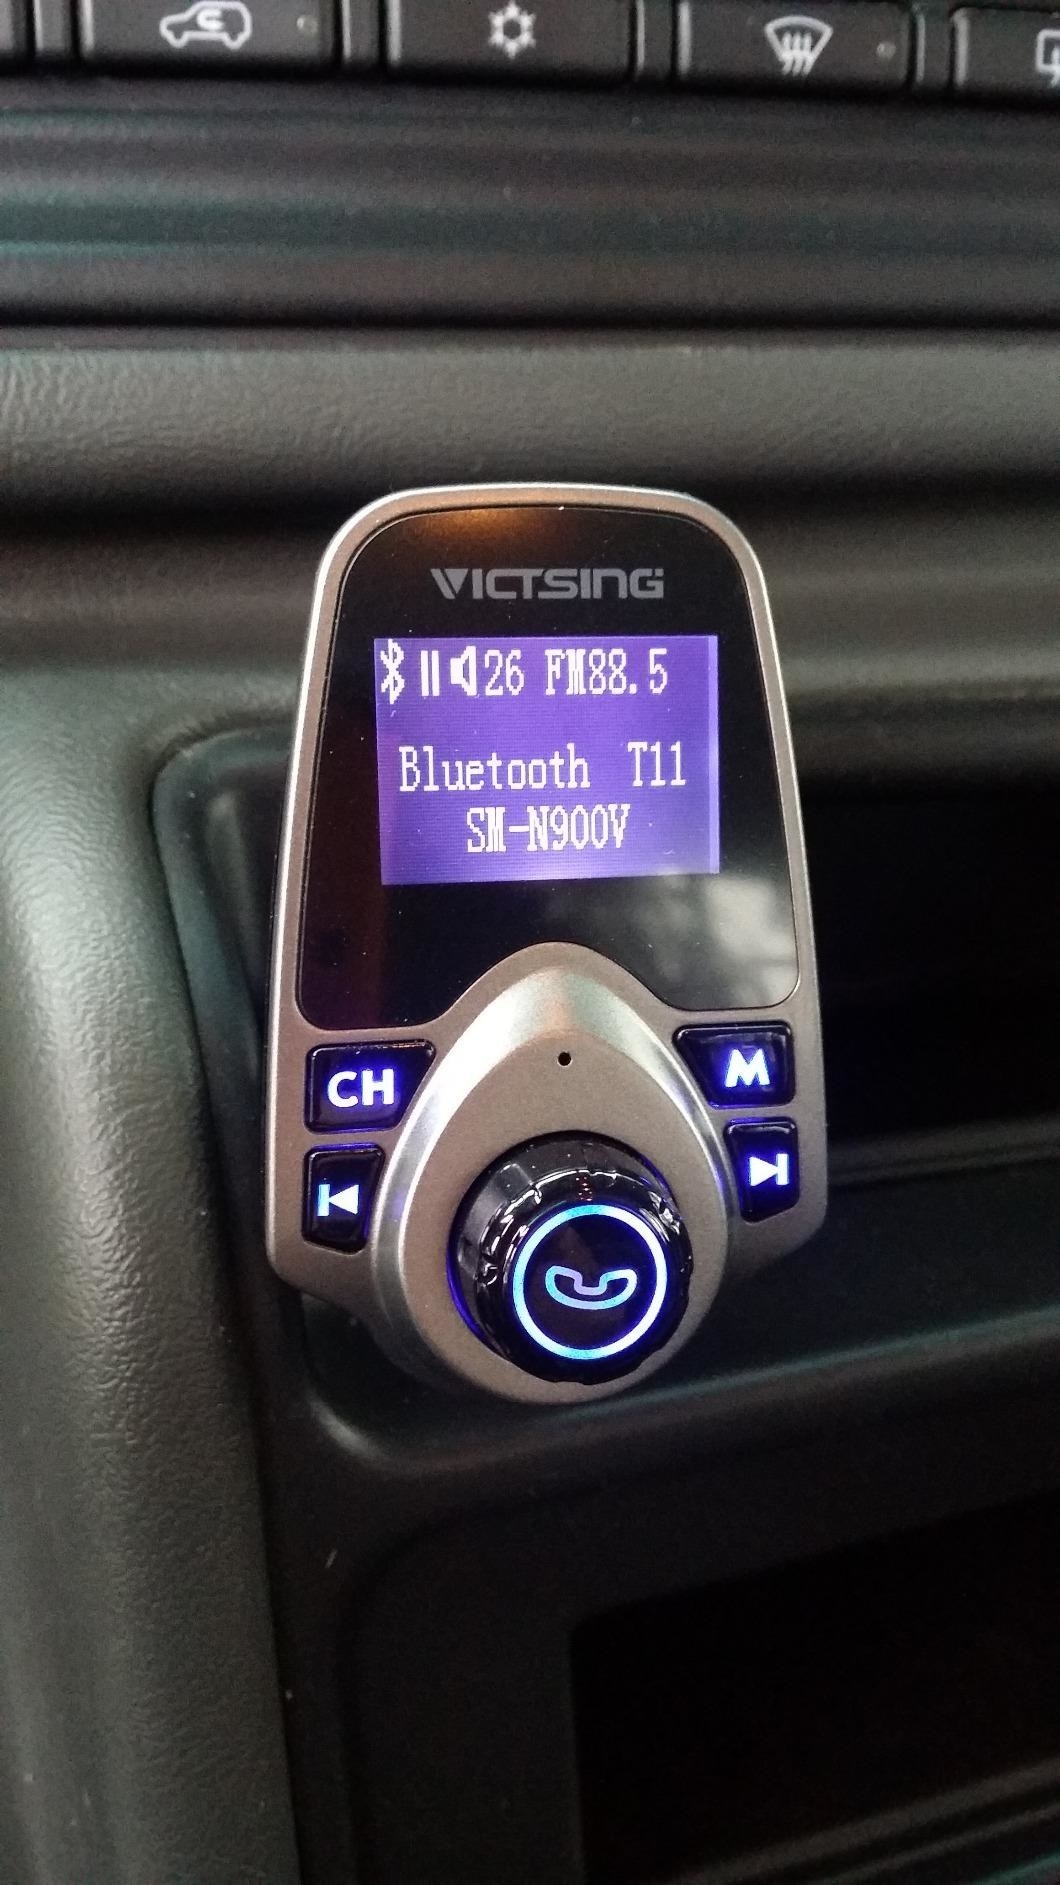 VICTSING
26 FM88.5
Bluetooth T11
SM-N900V
CH
M